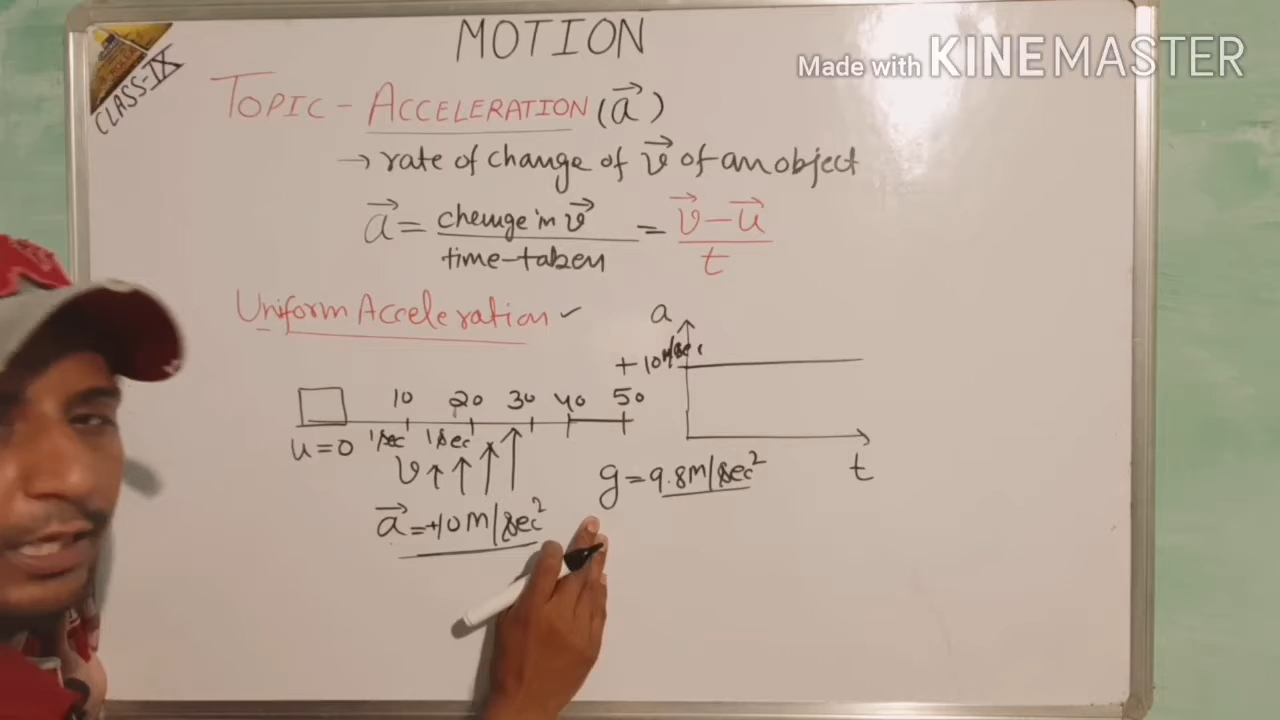 MOTION
Made with KINEMASTER
CLASS-IX
TOPIC - ACCELERATION (a⃗)
→ rate of change of v⃗ of an object
a⃗ = change in v⃗ / time-taken = v⃗ - u⃗ / t
Uniform Acceleration ✓
a
+10 m/sec
10 20 30 40 50
u=0 1sec 1sec
v ↑ ↑ ↑ ↑
g = 9.8 m/sec²
t
a⃗ = +10 m/sec²